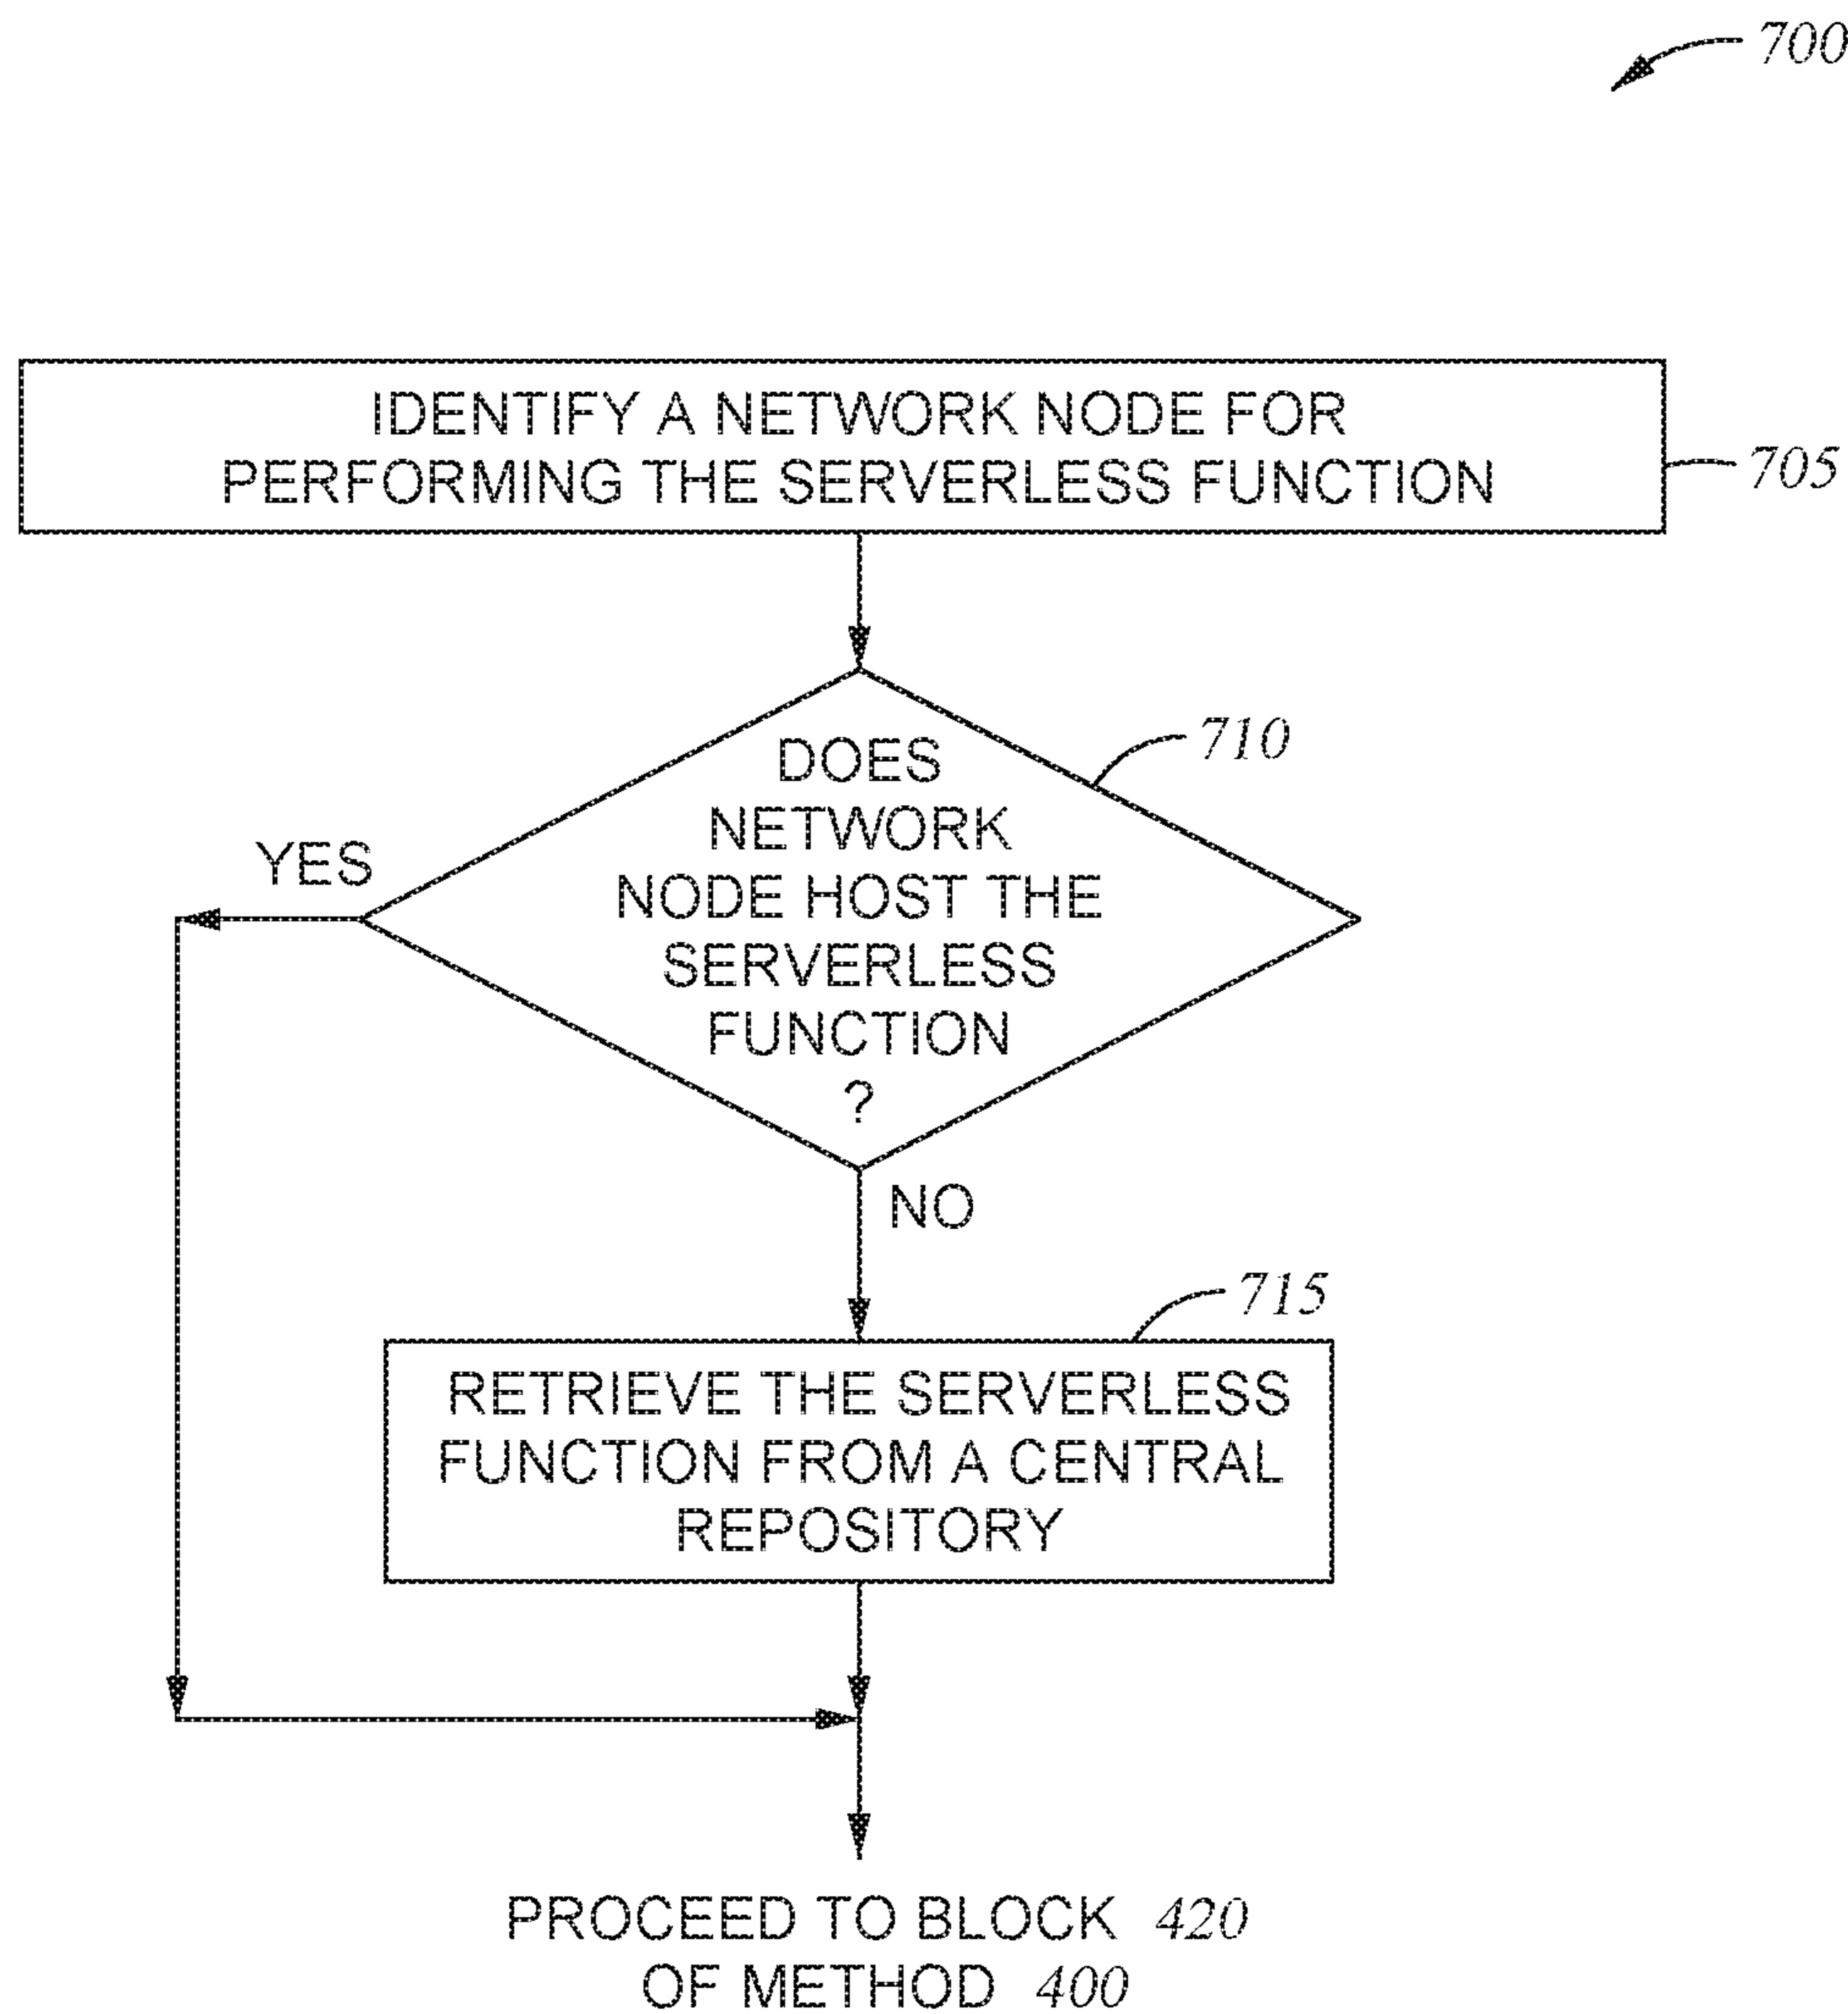 700
IDENTIFY A NETWORK NODE FOR
PERFORMING THE SERVERLESS FUNCTION
705
DOES
NETWORK
NODE HOST THE
SERVERLESS
FUNCTION
?
710
YES
NO
715
RETRIEVE THE SERVERLESS
FUNCTION FROM A CENTRAL
REPOSITORY
PROCEED TO BLOCK 420
OF METHOD 400